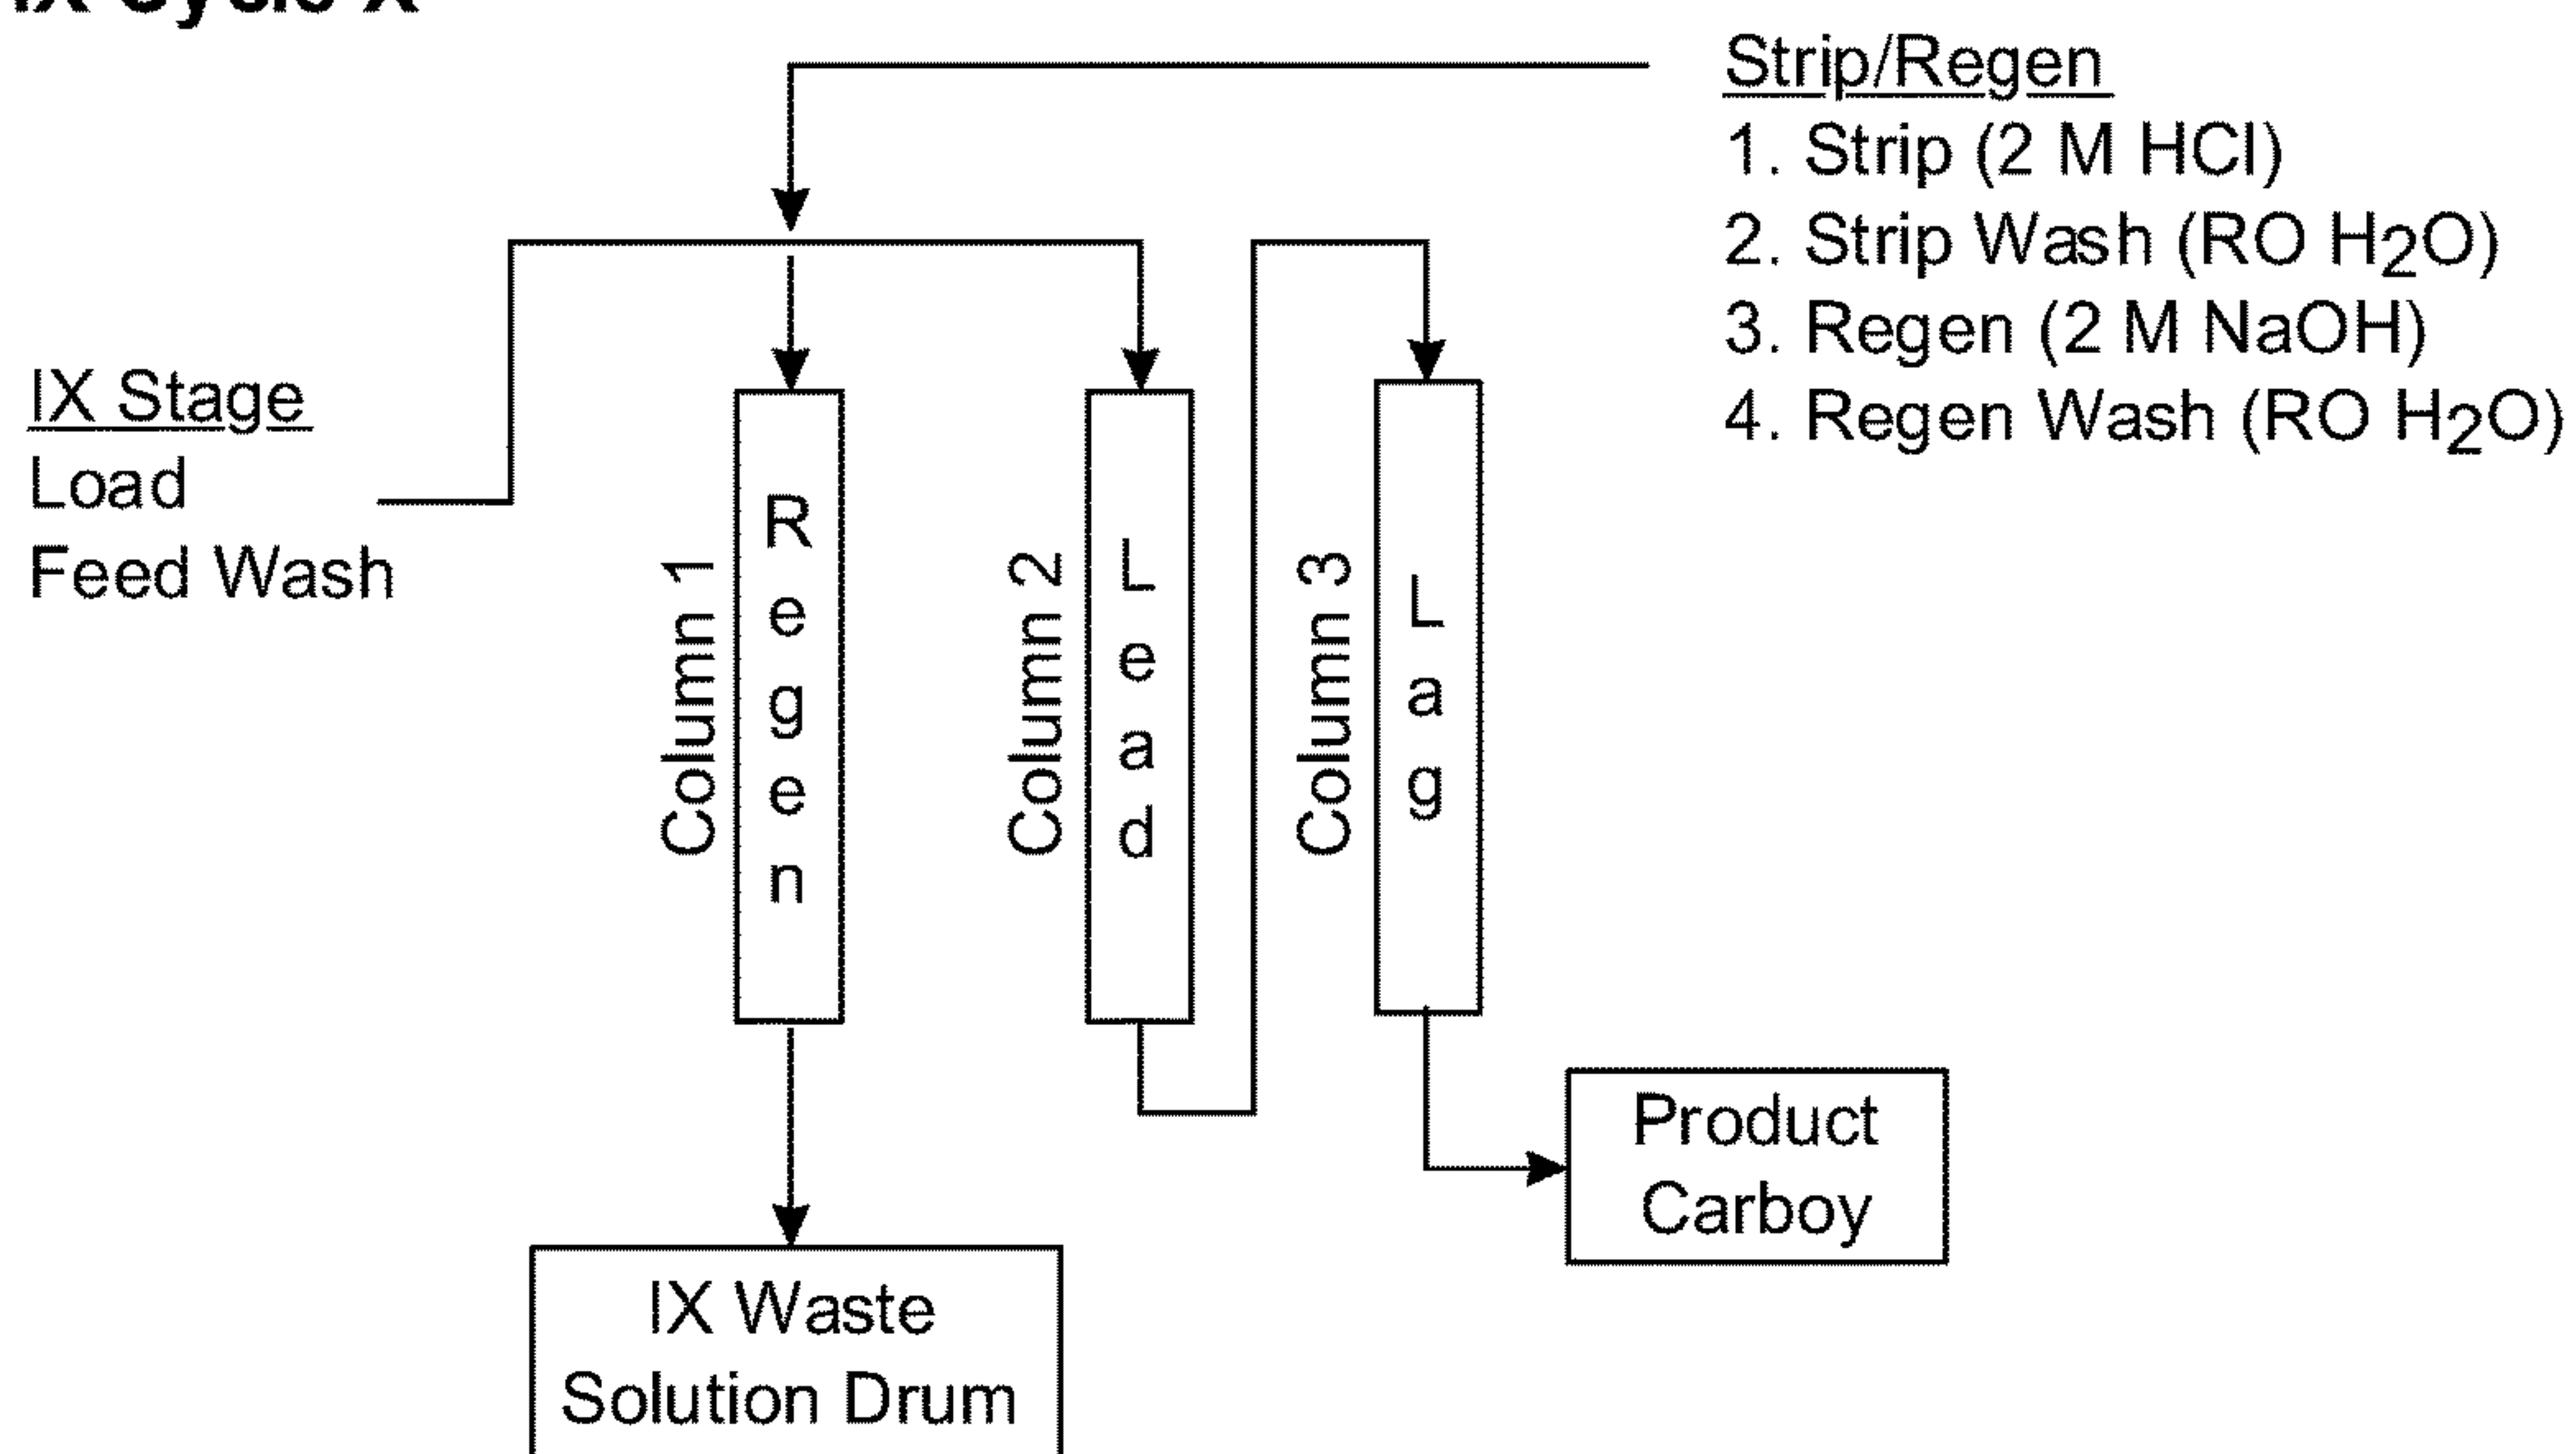 Strip/Regen
1. Strip (2 M HCl)
2. Strip Wash (RO H2O)
3. Regen (2 M NaOH)
4. Regen Wash (RO H2O)
IX Stage
Load
Feed Wash
Column 1
Regen
Column 2
Lead
Column 3
Lag
Product
Carboy
IX Waste
Solution Drum